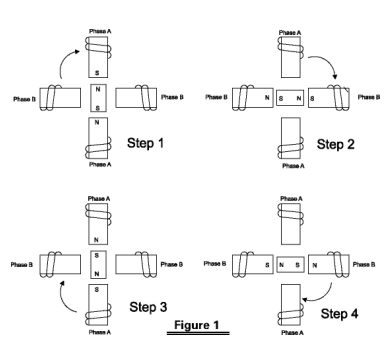 Phase A
S
Phase B
N
S
Phase B
N
Phase A
Step 1
Phase A
Phase B
N
S N
S
Phase B
Phase A
Step 2
Phase A
N
Phase B
S
N
Phase B
S
Phase A
Step 3
Phase A
Phase B
S
N S
N
Phase B
Phase A
Step 4
Figure 1